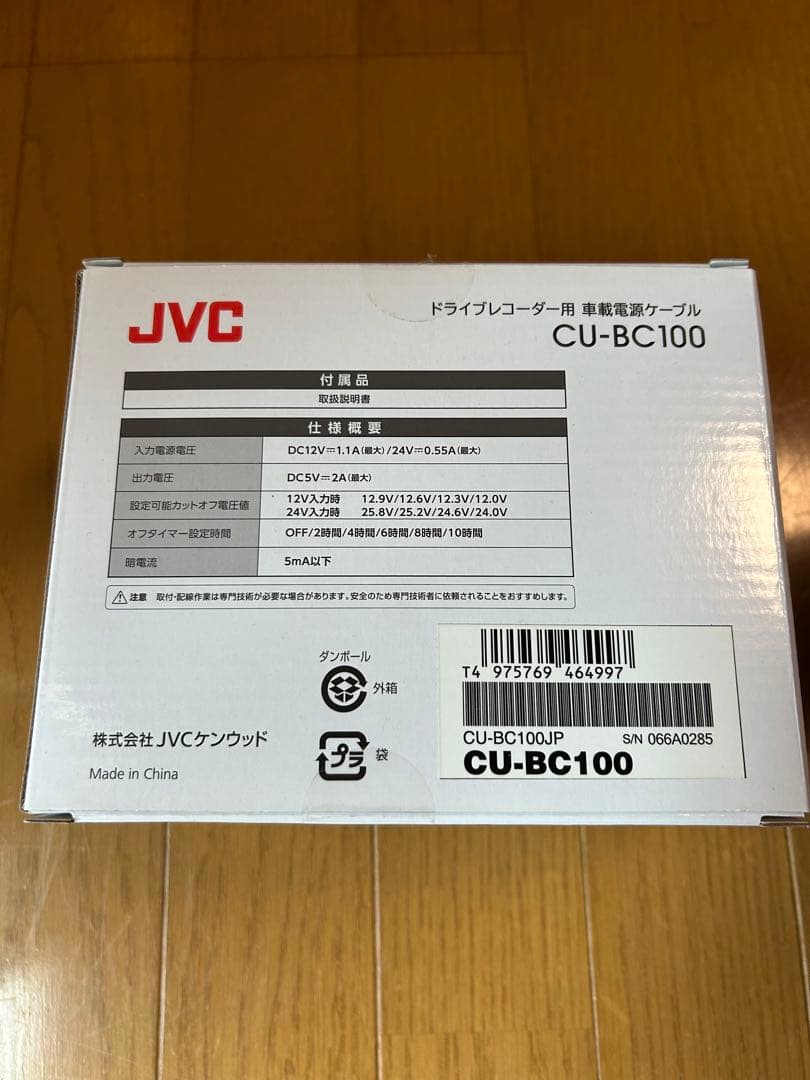 JVC
ドライブレコーダー用 車載電源ケーブル
CU-BC100
付属品
取扱説明書
仕様概要
入力電源電圧 DC12V⎓1.1A(最大)/24V⎓0.55A(最大)
出力電圧 DC5V⎓2A(最大)
設定可能カットオフ電圧値 12V入力時 12.9V/12.6V/12.3V/12.0V
24V入力時 25.8V/25.2V/24.6V/24.0V
オフタイマー設定時間 OFF/2時間/4時間/6時間/8時間/10時間
暗電流 5mA以下
注意 取付・配線作業は専門技術が必要な場合があります。安全のため専門技術者に依頼されることをおすすめします。
ダンボール
外箱
プラ
袋
株式会社 JVCケンウッド
Made in China
T4 975769 464997
CU-BC100JP S/N 066A0285
CU-BC100